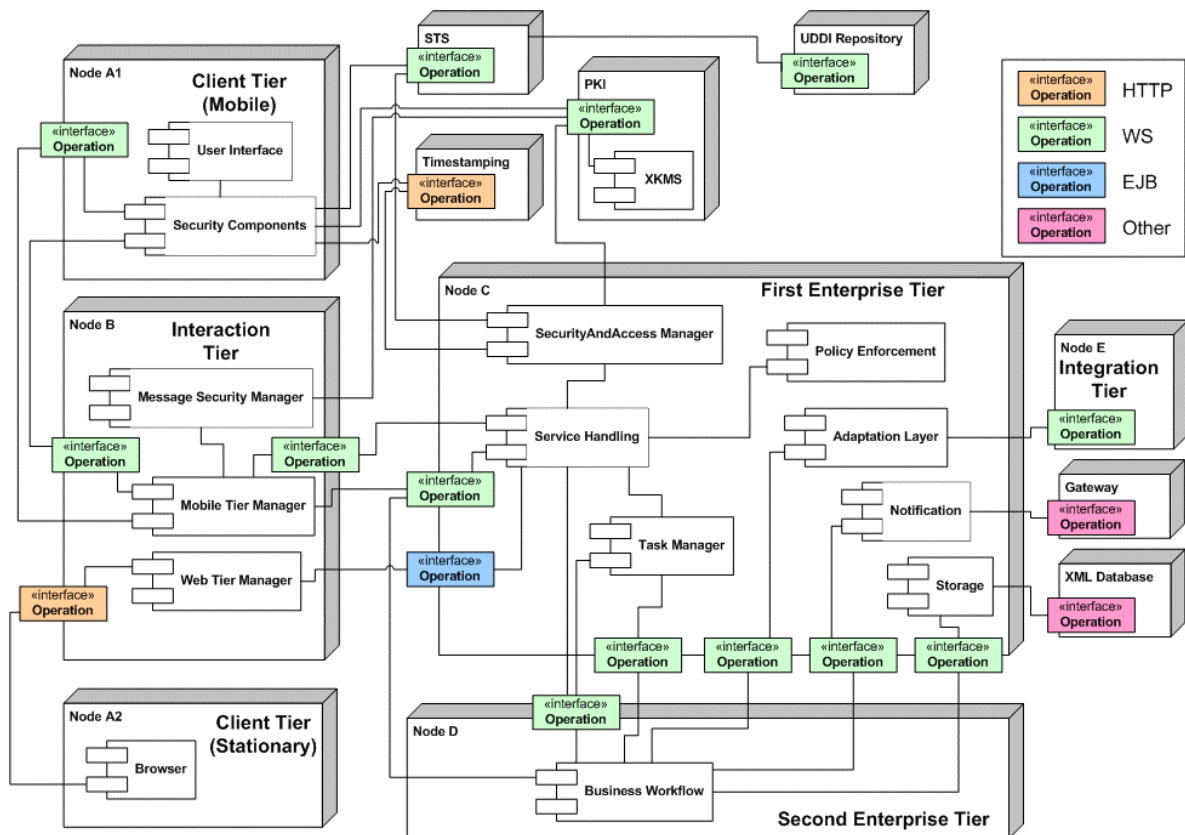 STS
«interface»
Operation
UDDI Repository
«interface»
Operation
Node A1
Client Tier
(Mobile)
«interface»
Operation
User Interface
Security Components
PKI
«interface»
Operation
XKMS
Timestamping
«interface»
Operation
«interface»
Operation
HTTP
«interface»
Operation
WS
«interface»
Operation
EJB
«interface»
Operation
Other
Node B
Interaction
Tier
Message Security Manager
«interface»
Operation
«interface»
Operation
Mobile Tier Manager
Web Tier Manager
«interface»
Operation
Node C
First Enterprise Tier
SecurityAndAccess Manager
Policy Enforcement
Service Handling
Adaptation Layer
«interface»
Operation
«interface»
Operation
Task Manager
Notification
Storage
«interface»
Operation
«interface»
Operation
«interface»
Operation
«interface»
Operation
Node E
Integration
Tier
«interface»
Operation
Gateway
«interface»
Operation
XML Database
«interface»
Operation
Node A2
Client Tier
(Stationary)
Browser
«interface»
Operation
Node D
Business Workflow
Second Enterprise Tier